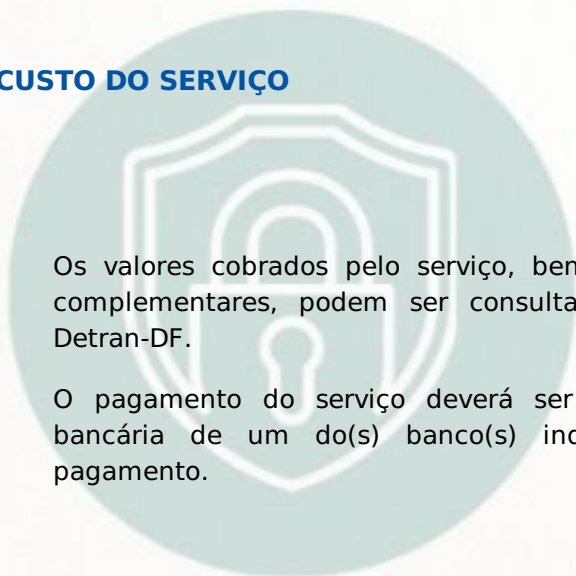 CUSTO DO SERVIÇO
Os valores cobrados pelo serviço, ben
complementares, podem ser consulta
Detran-DF.
O pagamento do serviço deverá ser
bancária de um do(s) banco(s) ind
pagamento.